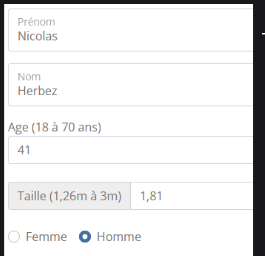 Prénom
Nicolas
Nom
Herbez
Age (18 à 70 ans)
41
Taille (1,26m à 3m) 1,81
Femme Homme